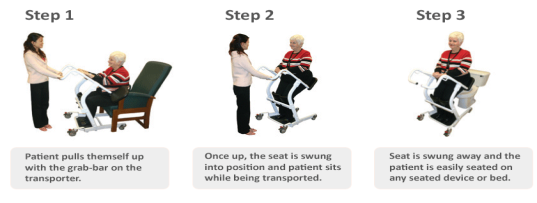 Step 1
Step 2
Step 3
Patient pulls themself up
with the grab-bar on the
transporter.
Once up, the seat is swung
into position and patient sits
while being transported.
Seat is swung away and the
patient is easily seated on
any seated device or bed.